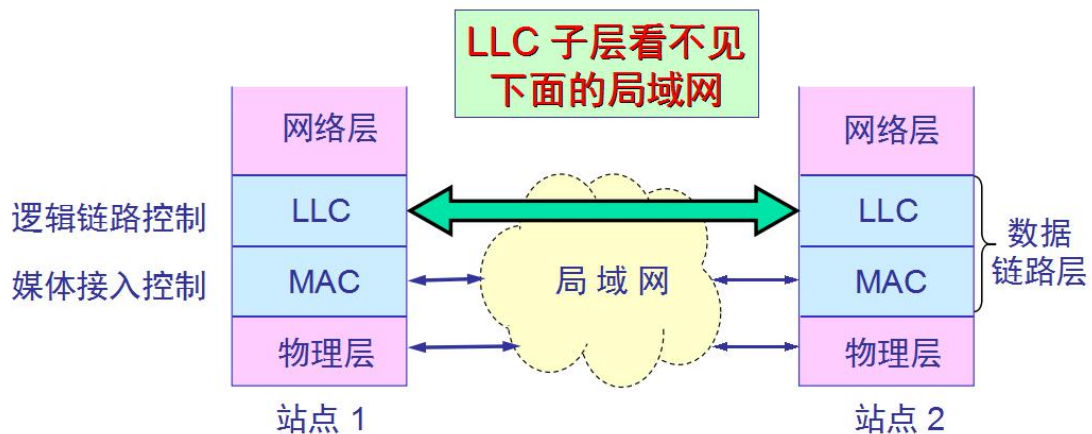 LLC 子层看不见
下面的局域网
网络层
网络层
逻辑链路控制
LLC
LLC
数据
链路层
媒体接入控制
MAC
局 域 网
MAC
物理层
物理层
站点 1
站点 2